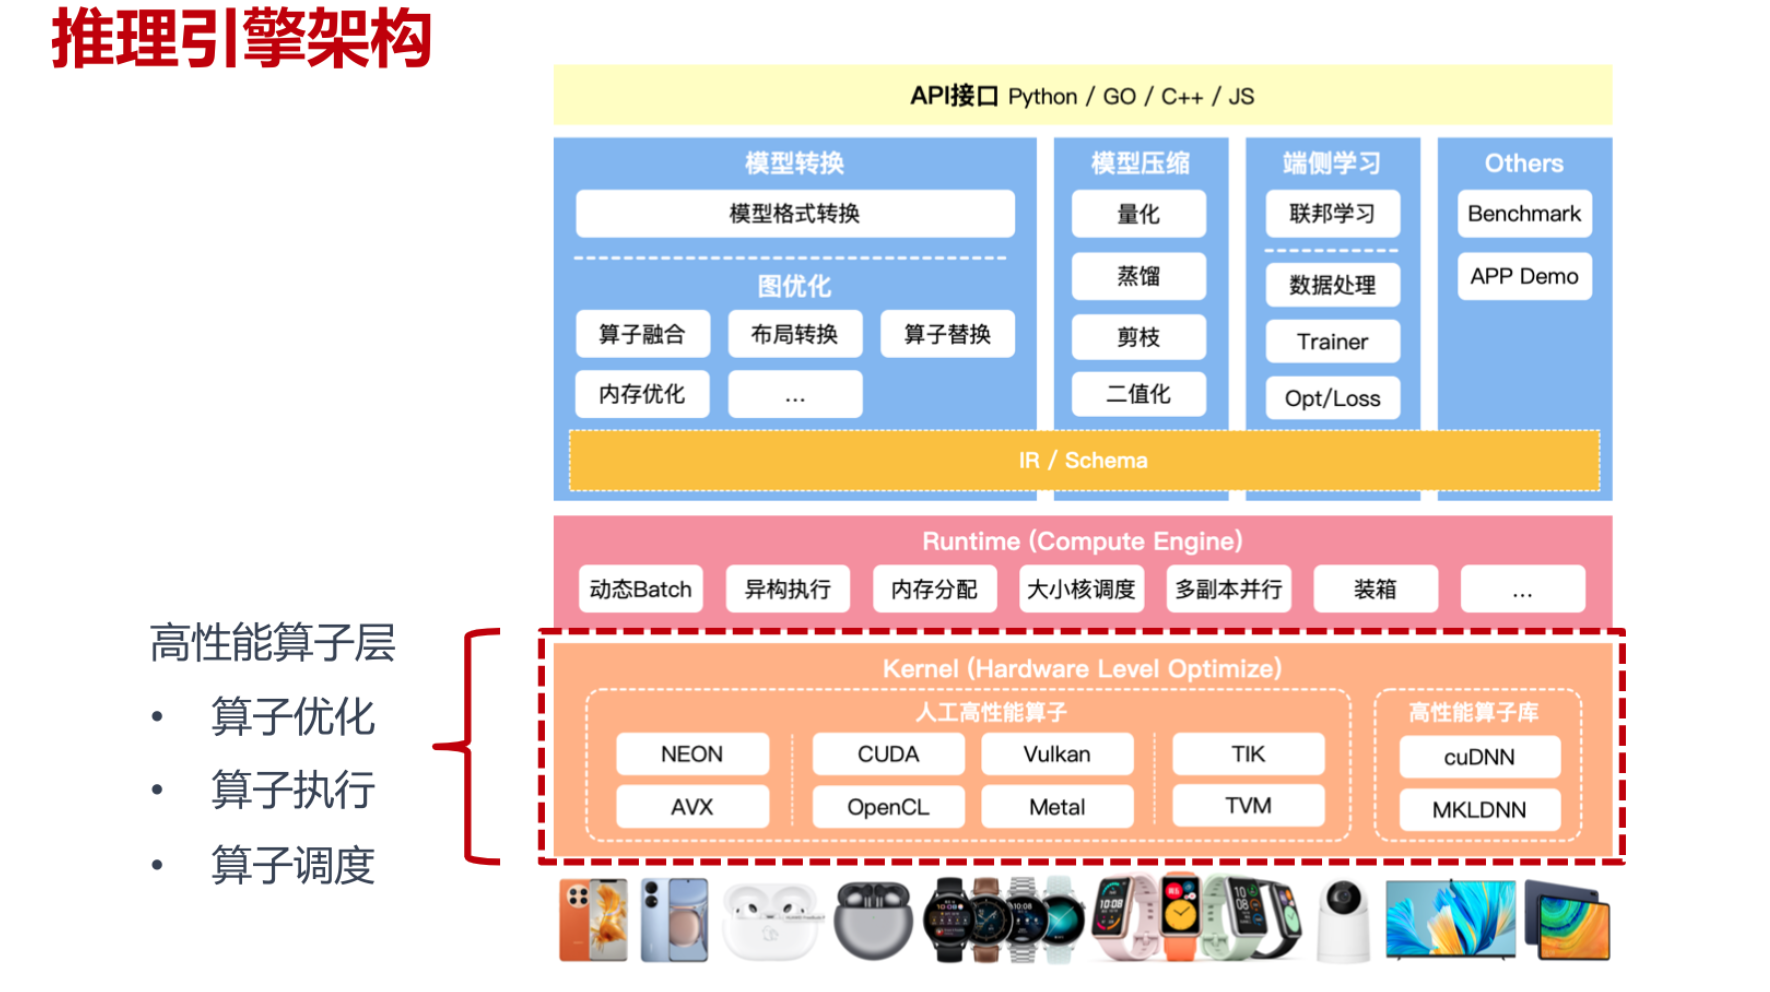 推理引擎架构
API接口 Python / GO / C++ / JS
模型转换
模型格式转换
图优化
算子融合 布局转换 算子替换
内存优化 ...
模型压缩
量化
蒸馏
剪枝
二值化
端侧学习
联邦学习
数据处理
Trainer
Opt/Loss
Others
Benchmark
APP Demo
IR / Schema
Runtime (Compute Engine)
动态Batch 异构执行 内存分配 大小核调度 多副本并行 装箱 ...
高性能算子层
• 算子优化
• 算子执行
• 算子调度
Kernel (Hardware Level Optimize)
人工高性能算子
NEON CUDA Vulkan TIK
AVX OpenCL Metal TVM
高性能算子库
cuDNN
MKLDNN
10:08
10:08